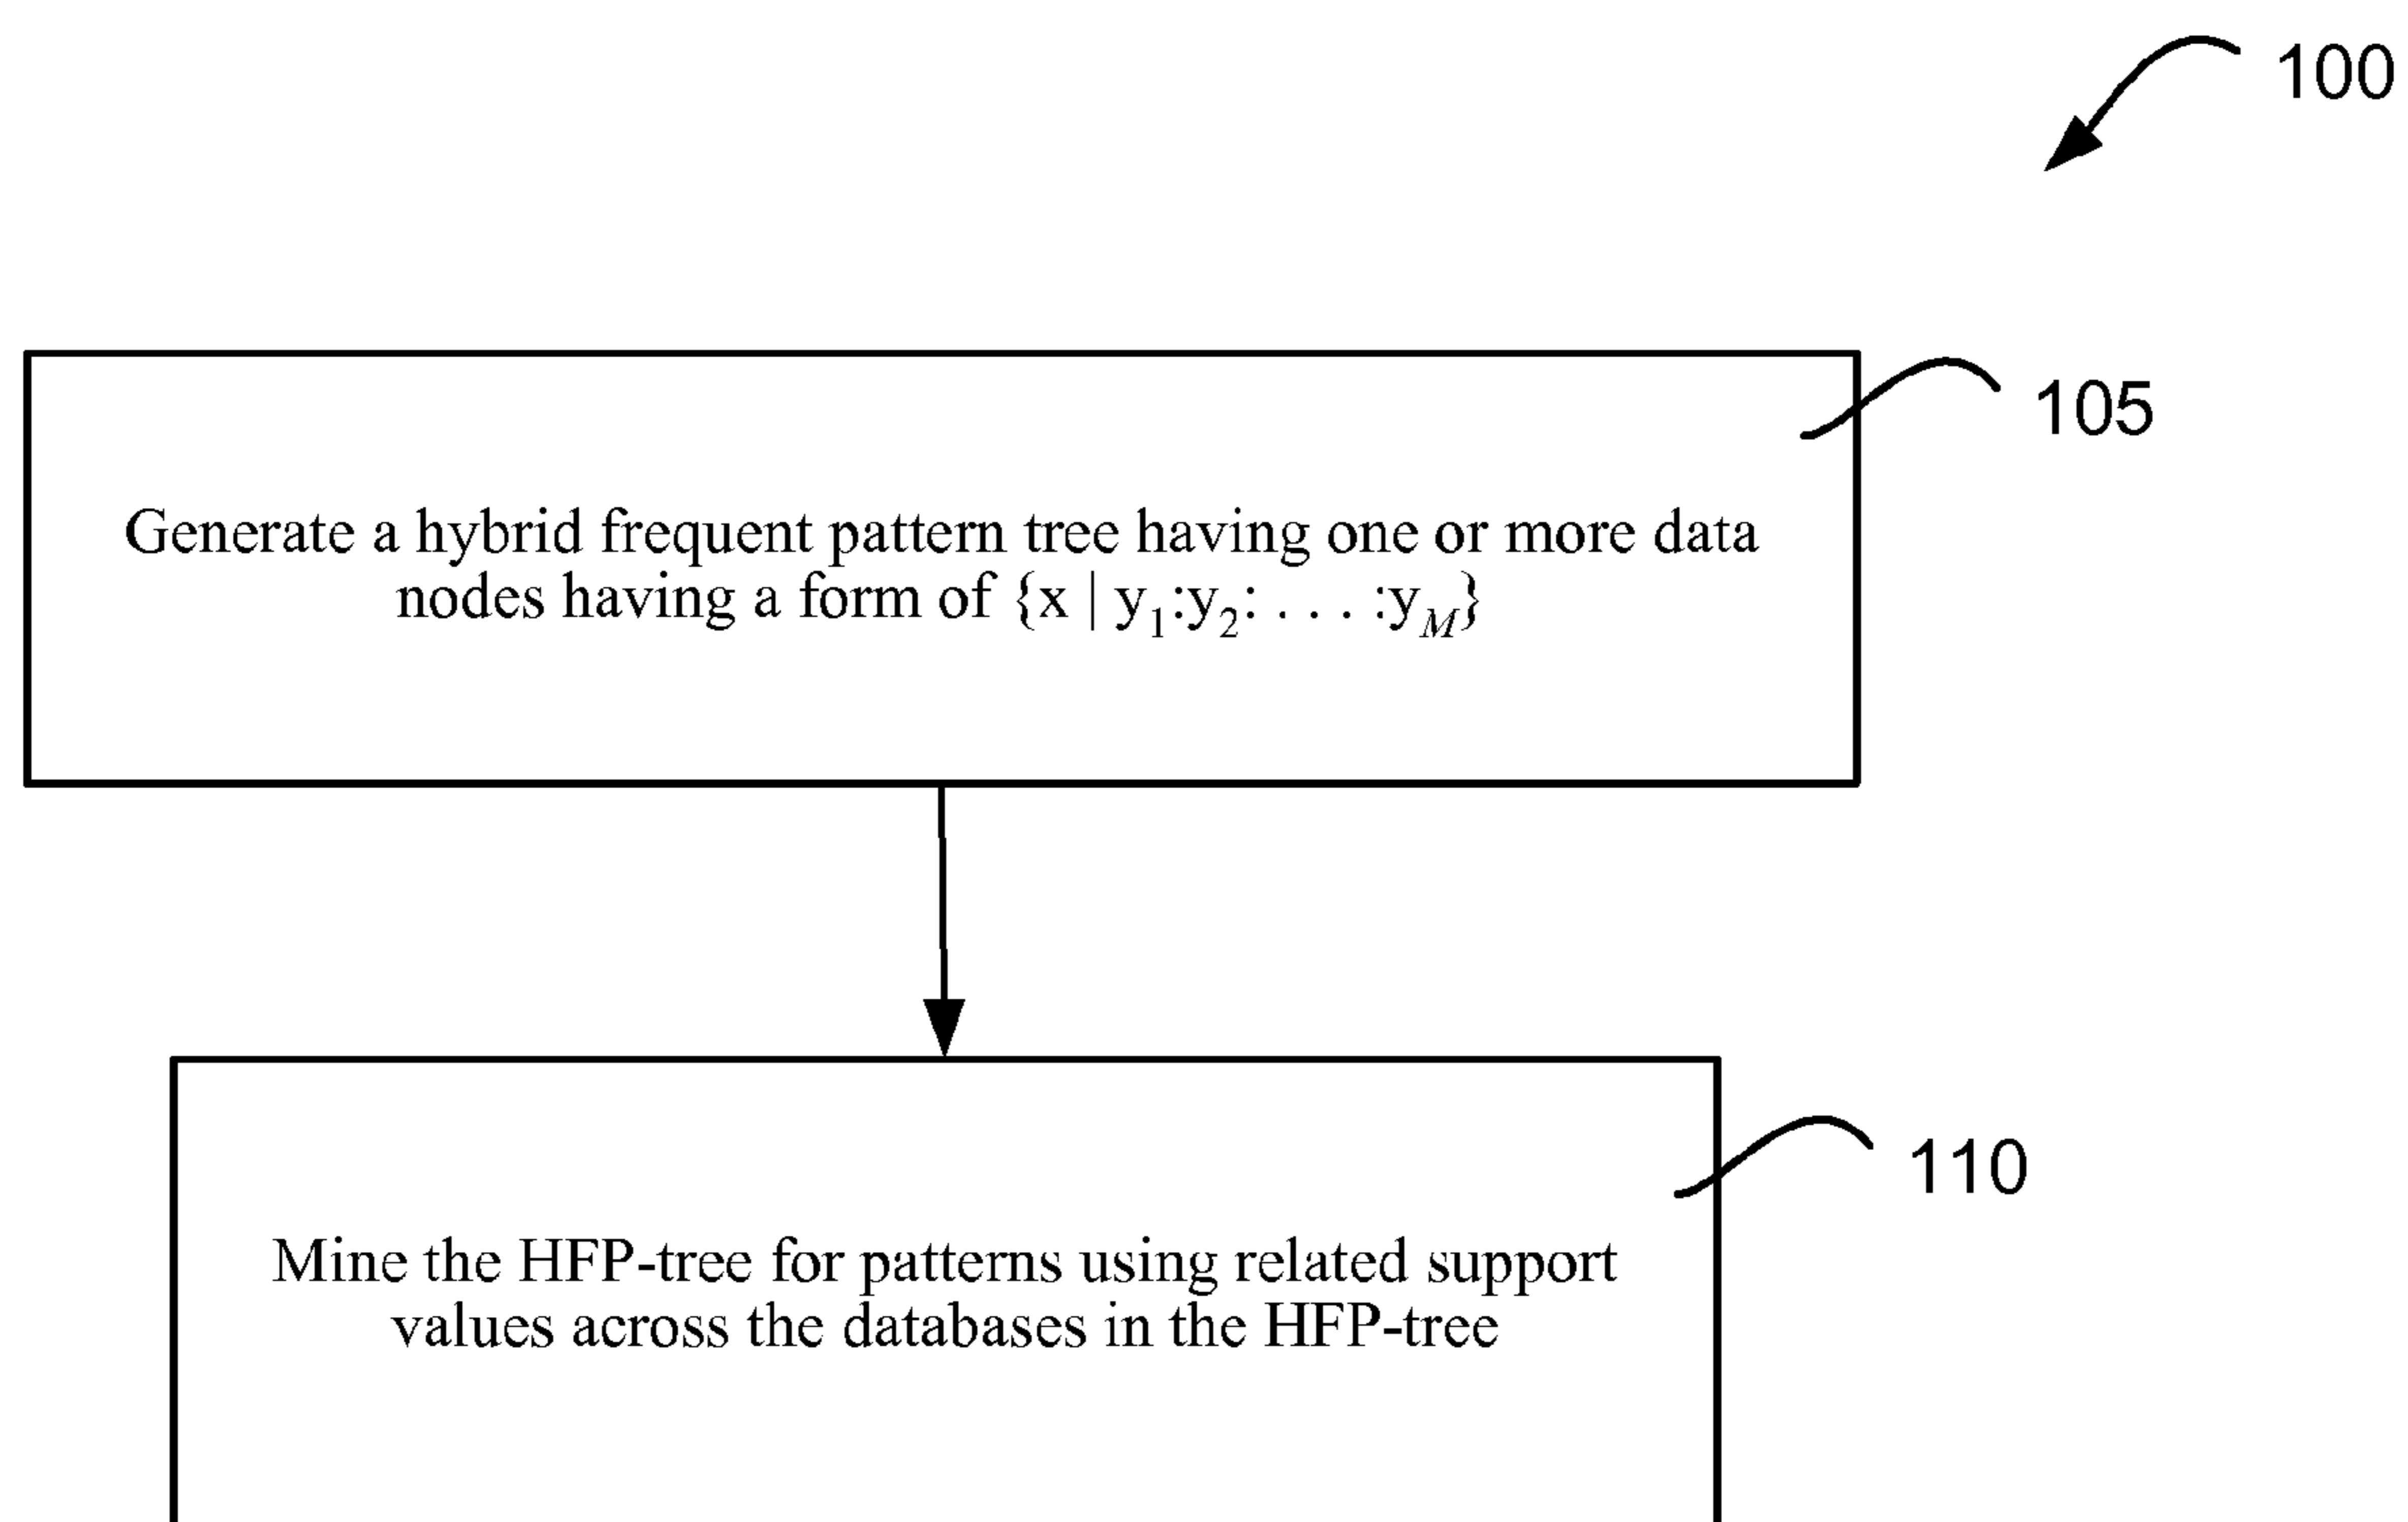 100
105
Generate a hybrid frequent pattern tree having one or more data
nodes having a form of {x | y₁:y₂: . . . :y_M}
110
Mine the HFP-tree for patterns using related support
values across the databases in the HFP-tree